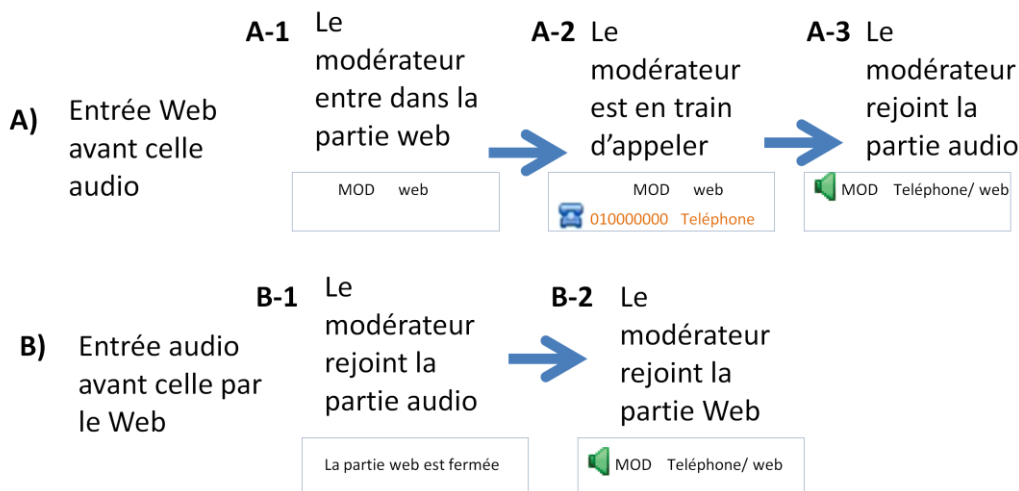 A) Entrée Web
avant celle
audio
A-1 Le
modérateur
entre dans la
partie web
MOD web
A-2 Le
modérateur
est en train
d’appeler
MOD web
010000000 Teléphone
A-3 Le
modérateur
rejoint la
partie audio
MOD Teléphone/ web
B) Entrée audio
avant celle par
le Web
B-1 Le
modérateur
rejoint la
partie audio
La partie web est fermée
B-2 Le
modérateur
rejoint la
partie Web
MOD Teléphone/ web